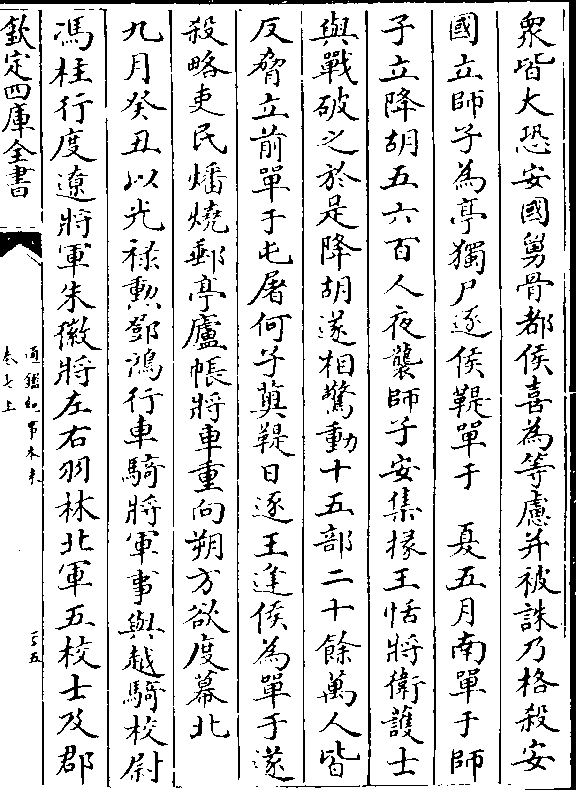 衆皆大恐安國舅骨都侯喜為等慮并被誅乃格殺安
國立師子為亭獨尸逐侯鞮單于　夏五月南單于師
子立降胡五六百人夜襲師子安集掾王恬將衛護士
與戰破之於是降胡遂相驚動十五部二十餘萬人皆
反脅立前單于屯屠何子薁鞮日逐王逢侯為單于遂
殺略吏民燔燒郵亭廬帳將車重向朔方欲度幕北
九月癸丑以光祿勲鄧鴻行車騎將軍事與越騎校尉
馮柱行度遼將軍朱徽將左右羽林北軍五校士及郡
欽定四庫全書
通鑑紀事本末
卷七上
三五